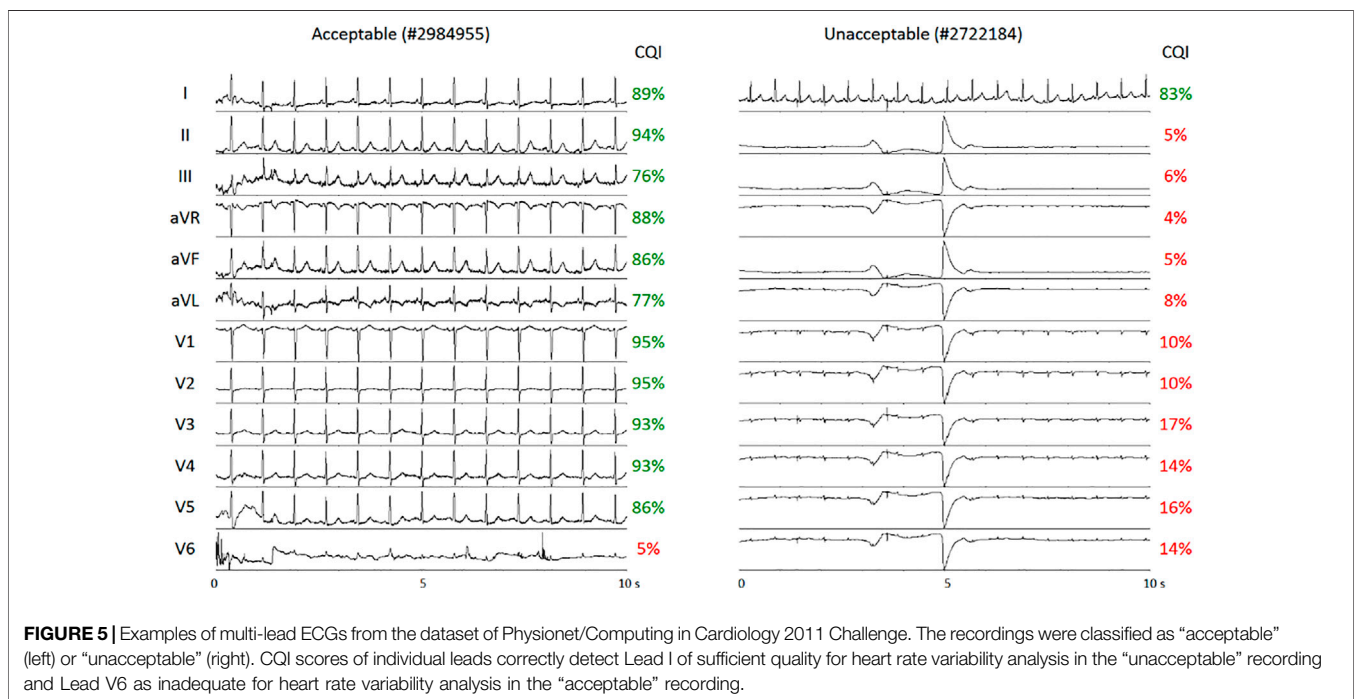 Acceptable (#2984955)
Unacceptable (#2722184)
CQI
CQI
I 89% 83%
II 94% 5%
III 76% 6%
aVR 88% 4%
aVF 86% 5%
aVL 77% 8%
V1 95% 10%
V2 95% 10%
V3 93% 17%
V4 93% 14%
V5 86% 16%
V6 5% 14%
0 5 10 s 0 5 10 s
FIGURE 5 | Examples of multi-lead ECGs from the dataset of Physionet/Computing in Cardiology 2011 Challenge. The recordings were classified as “acceptable”
(left) or “unacceptable” (right). CQI scores of individual leads correctly detect Lead I of sufficient quality for heart rate variability analysis in the “unacceptable” recording
and Lead V6 as inadequate for heart rate variability analysis in the “acceptable” recording.